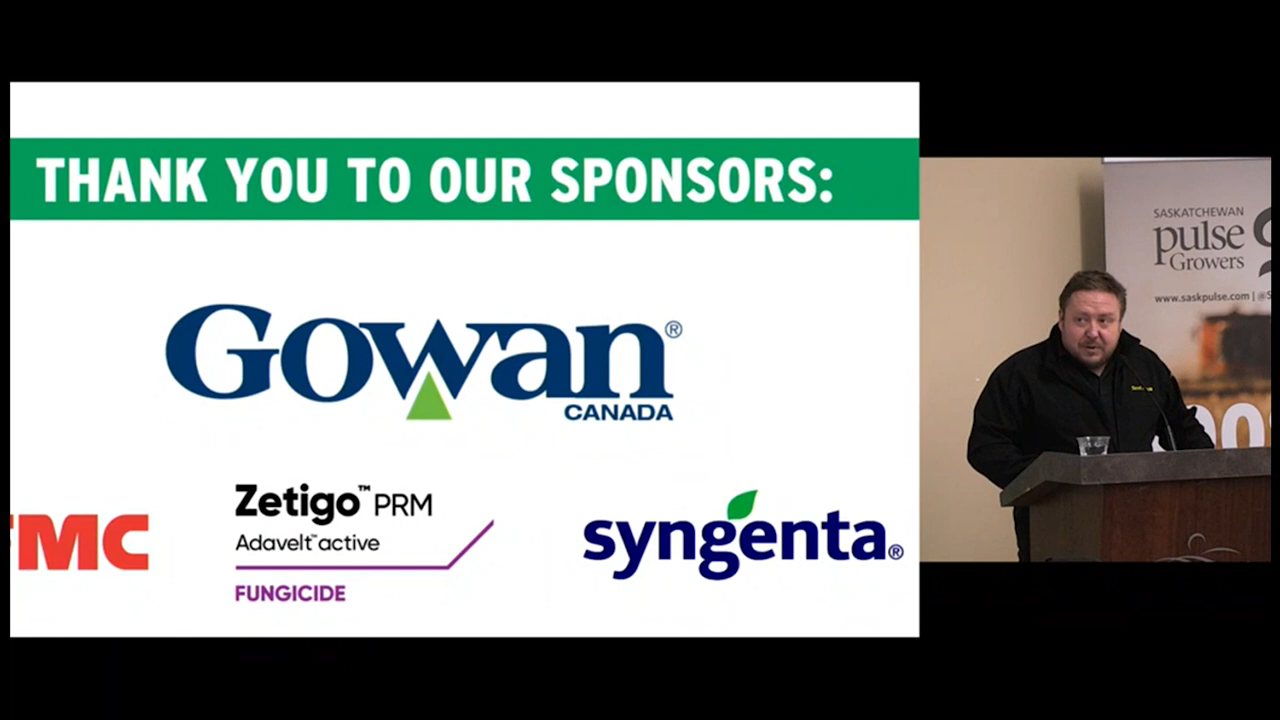 THANK YOU TO OUR SPONSORS:
Gowan®
CANADA
MC
Zetigo™ PRM
Adavelt™ active
FUNGICIDE
syngenta®
SASKATCHEWAN
pulse
Growers
www.saskpulse.com | @S